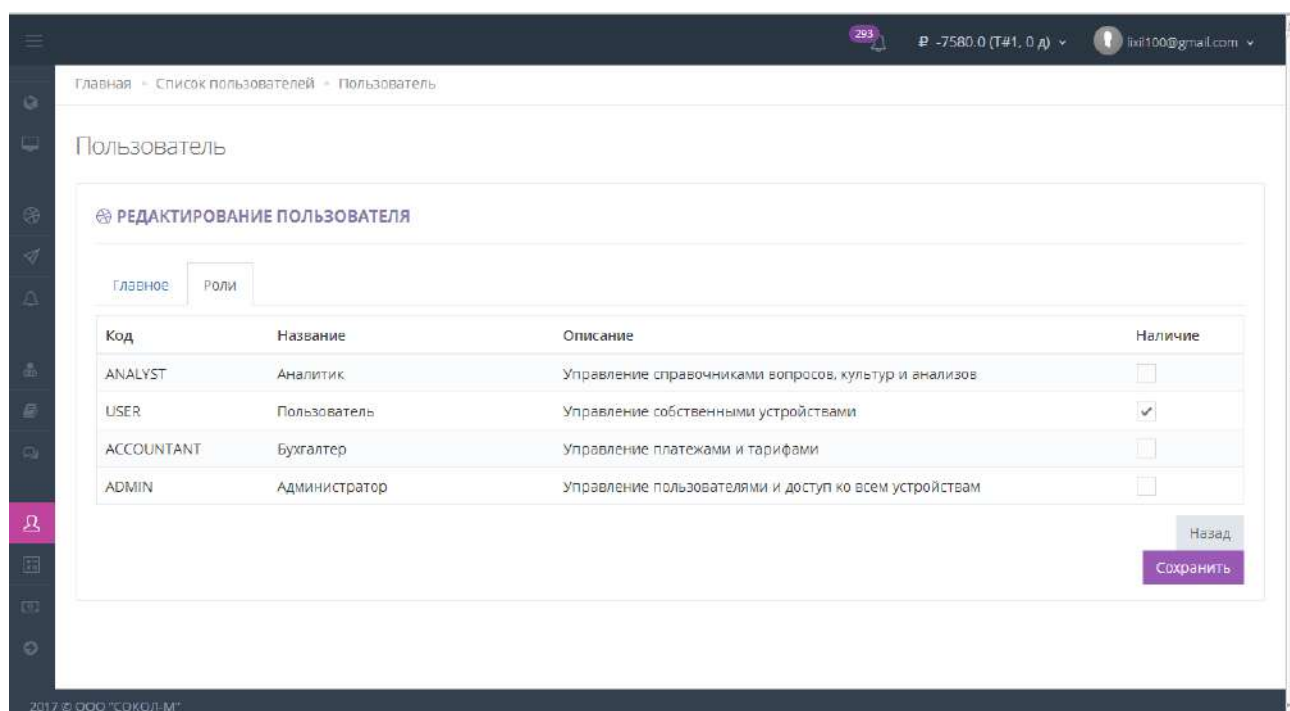 293 ₽ -7580.0 (T#1, 0 д) lixil100@gmail.com
Главная Список пользователей Пользователь
Пользователь
РЕДАКТИРОВАНИЕ ПОЛЬЗОВАТЕЛЯ
Главное Роли
Код Название Описание Наличие
ANALYST Аналитик Управление справочниками вопросов, культур и анализов
USER Пользователь Управление собственными устройствами
ACCOUNTANT Бухгалтер Управление платежами и тарифами
ADMIN Администратор Управление пользователями и доступ ко всем устройствам
Назад
Сохранить
2017 © ООО "СОКОЛ-М"